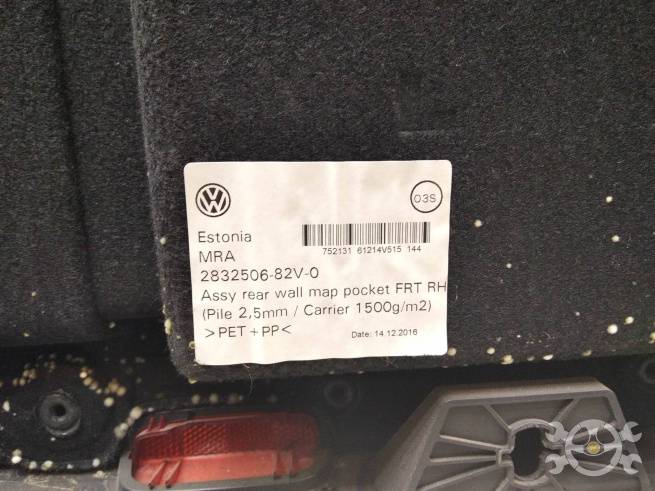 03S
752131 61214V515 144
Estonia
MRA
2832506-82V-0
Assy rear wall map pocket FRT RH
(Pile 2,5mm / Carrier 1500g/m2)
>PET+PP<
Date: 14.12.2016